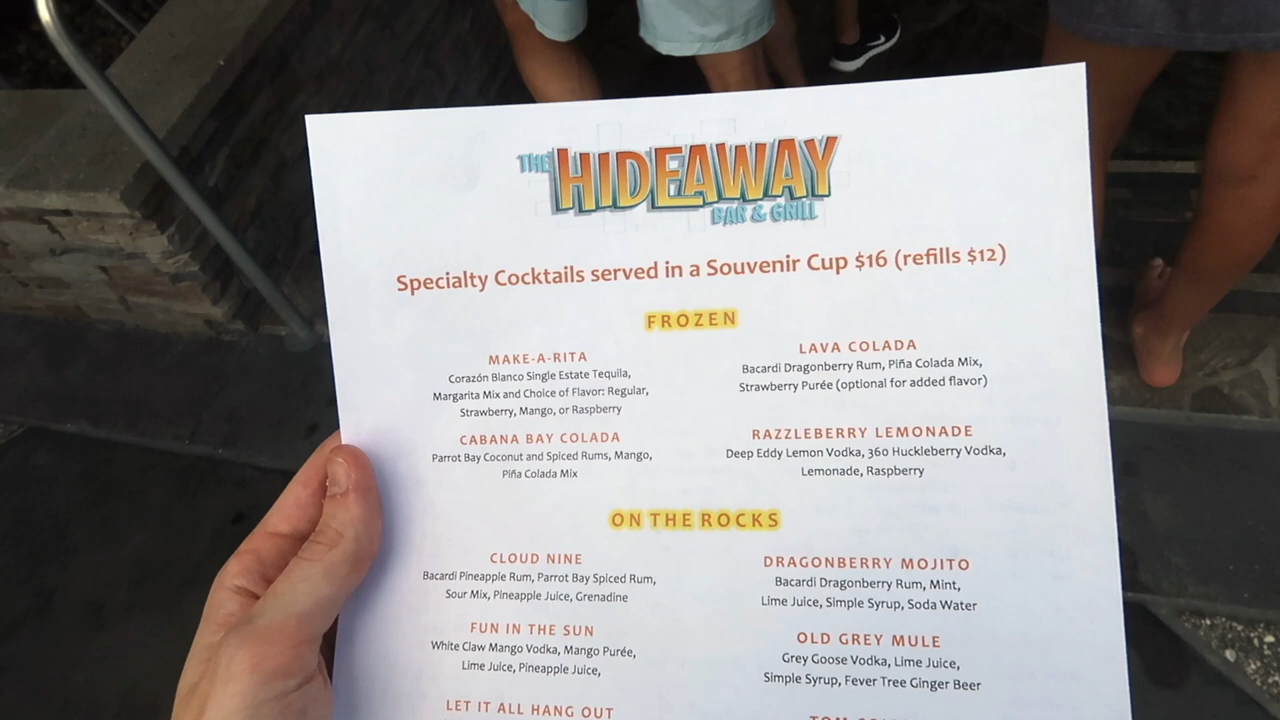 THE HIDEAWAY
BAR & GRILL
Specialty Cocktails served in a Souvenir Cup $16 (refills $12)
FROZEN
MAKE-A-RITA
Corazón Blanco Single Estate Tequila,
Margarita Mix and Choice of Flavor: Regular,
Strawberry, Mango, or Raspberry
CABANA BAY COLADA
Parrot Bay Coconut and Spiced Rums, Mango,
Piña Colada Mix
LAVA COLADA
Bacardi Dragonberry Rum, Piña Colada Mix,
Strawberry Purée (optional for added flavor)
RAZZLEBERRY LEMONADE
Deep Eddy Lemon Vodka, 360 Huckleberry Vodka,
Lemonade, Raspberry
ON THE ROCKS
CLOUD NINE
Bacardi Pineapple Rum, Parrot Bay Spiced Rum,
Sour Mix, Pineapple Juice, Grenadine
FUN IN THE SUN
White Claw Mango Vodka, Mango Purée,
Lime Juice, Pineapple Juice,
LET IT ALL HANG OUT
DRAGONBERRY MOJITO
Bacardi Dragonberry Rum, Mint,
Lime Juice, Simple Syrup, Soda Water
OLD GREY MULE
Grey Goose Vodka, Lime Juice,
Simple Syrup, Fever Tree Ginger Beer